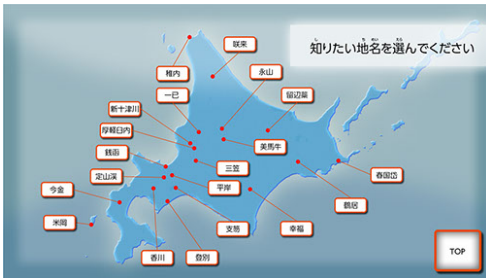 知りたい地名を選んでください
咲来
稚内
永山
一已
留辺蘂
新十津川
厚軽臼内
美馬牛
銭函
三笠
定山渓
平岸
春国岱
今金
鶴居
米岡
支笏
幸福
香川
登別
TOP